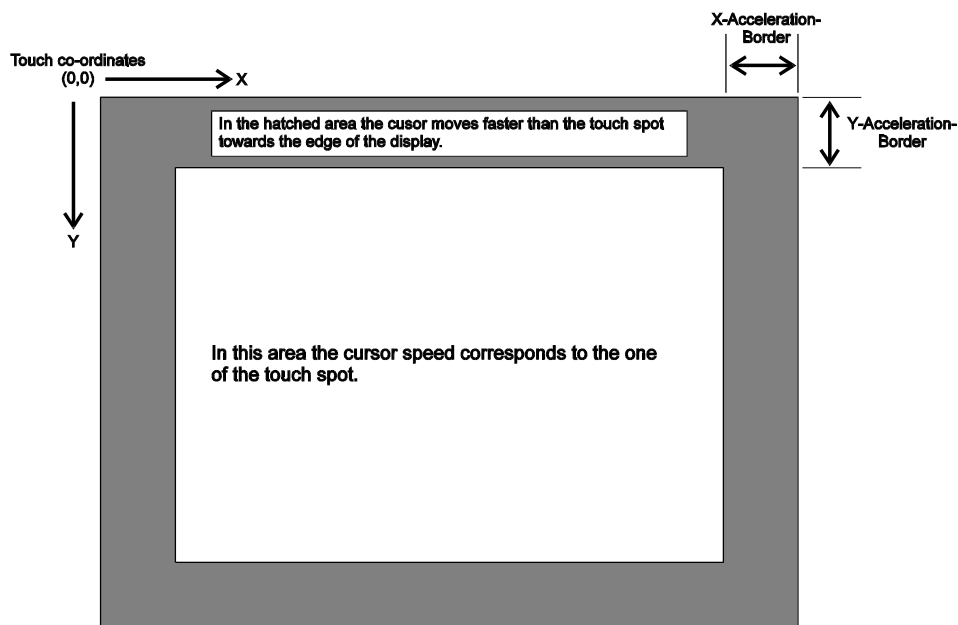 X-Acceleration-
Border
Touch co-ordinates
(0,0)
X
In the hatched area the cusor moves faster than the touch spot
towards the edge of the display.
Y-Acceleration-
Border
Y
In this area the cursor speed corresponds to the one
of the touch spot.